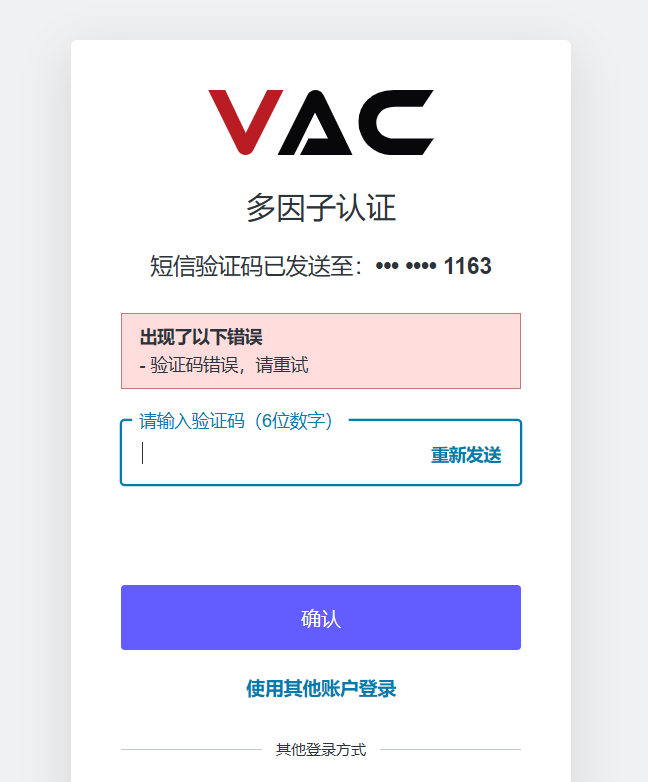 VAC
多因子认证
短信验证码已发送至：••• •••• 1163
出现了以下错误
- 验证码错误，请重试
请输入验证码（6位数字）
重新发送
确认
使用其他账户登录
其他登录方式